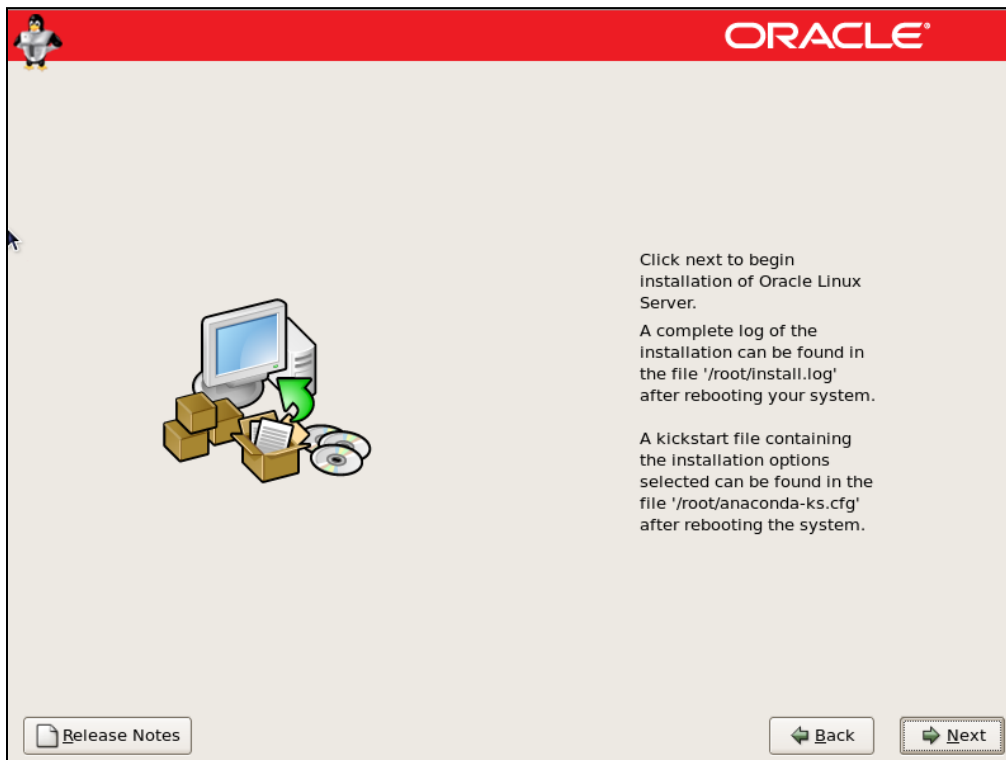 ORACLE
Click next to begin
installation of Oracle Linux
Server.
A complete log of the
installation can be found in
the file '/root/install.log'
after rebooting your system.
A kickstart file containing
the installation options
selected can be found in the
file '/root/anaconda-ks.cfg'
after rebooting the system.
Release Notes
Back
Next